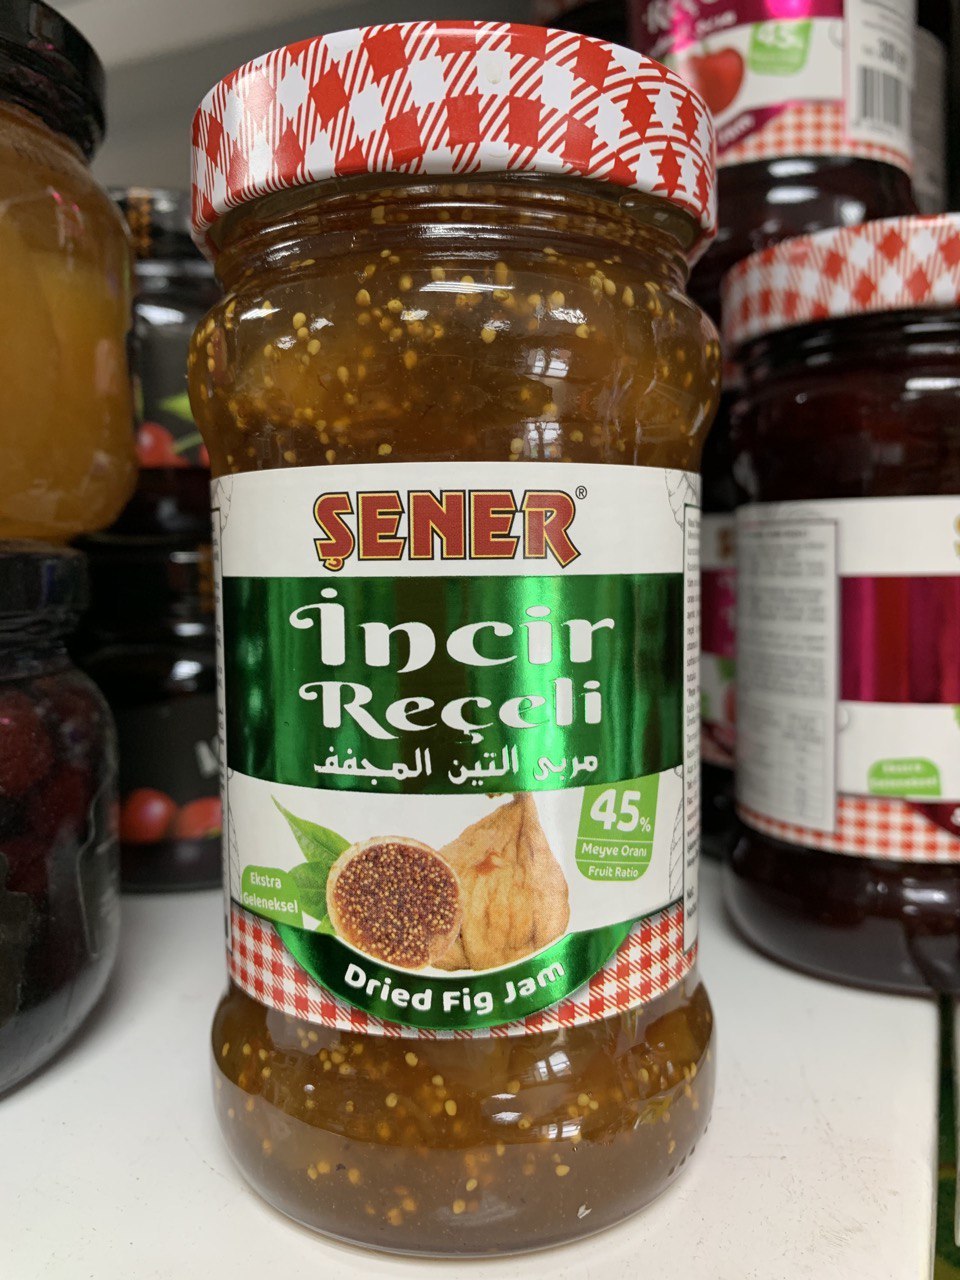 ŞENER®
İncir
Reçeli
مربى التين المجفف
45%
Meyve Oranı
Fruit Ratio
Ekstra
Geleneksel
Dried Fig Jam
45%